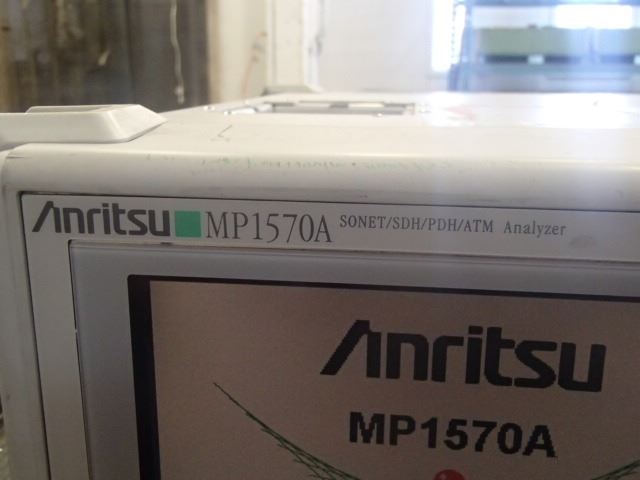 Anritsu MP1570A SONET/SDH/PDH/ATM Analyzer
Anritsu
MP1570A